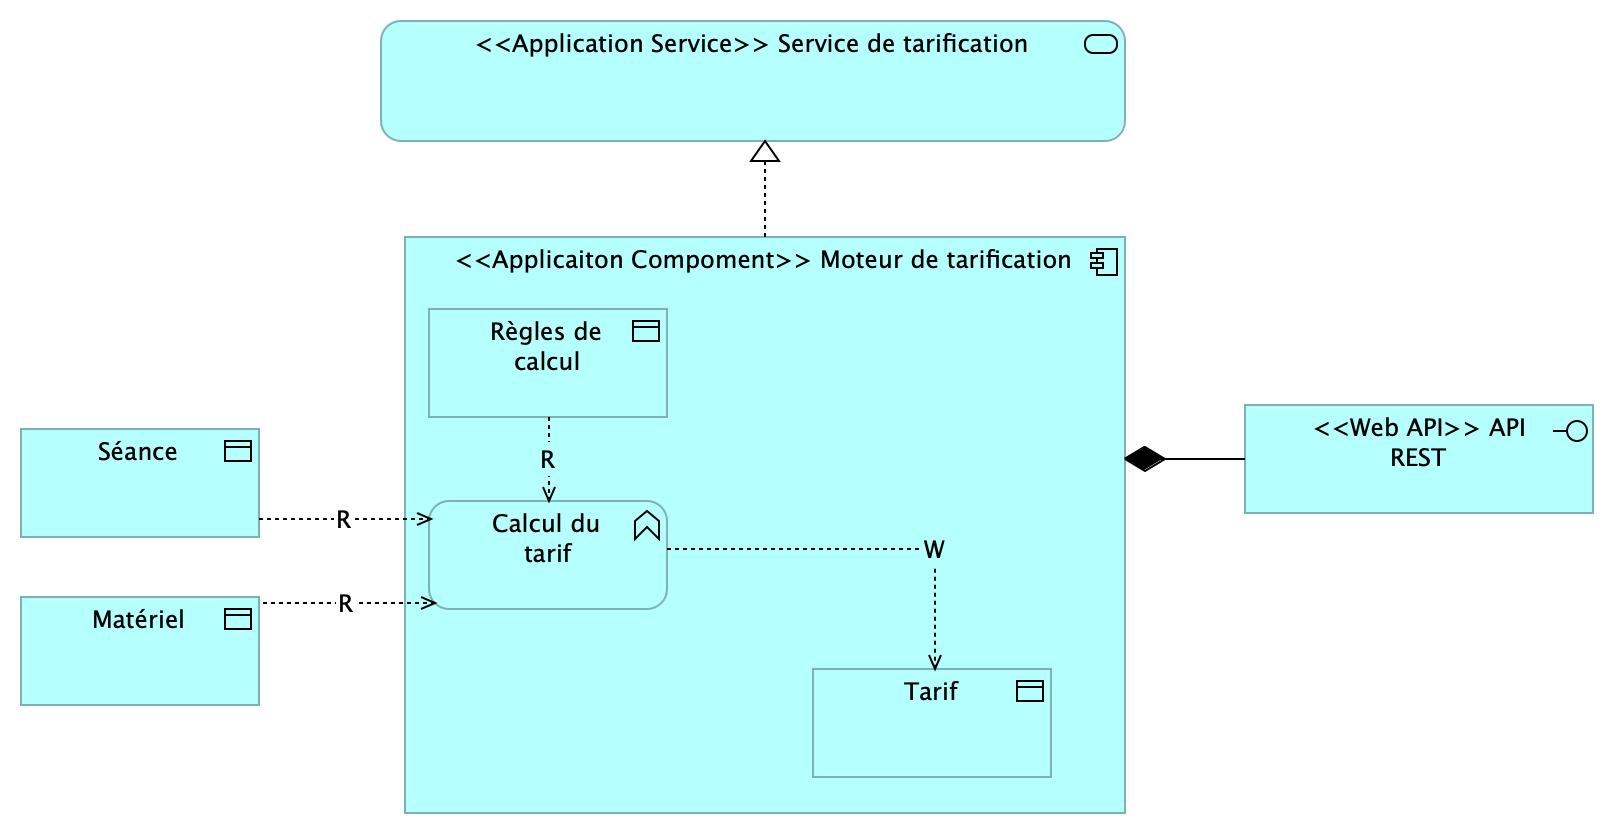 <<Application Service>> Service de tarification
<<Applicaiton Compoment>> Moteur de tarification
Règles de
calcul
R
Séance
R
Calcul du
tarif
<<Web API>> API
REST
W
Matériel
R
Tarif